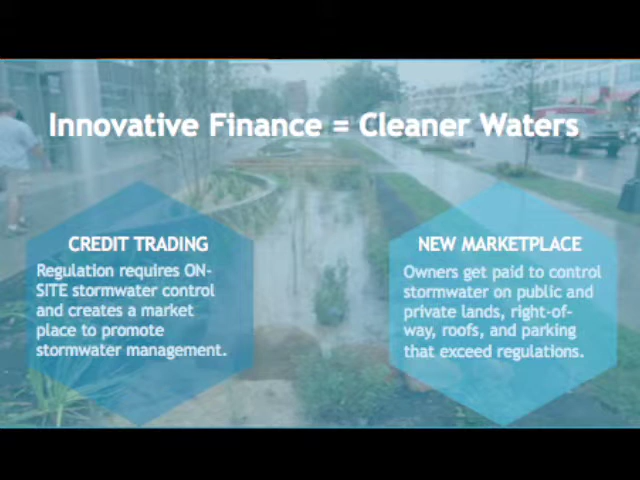 Innovative Finance = Cleaner Waters
CREDIT TRADING
Regulation requires ON-
SITE stormwater control
and creates a market
place to promote
stormwater management.
NEW MARKETPLACE
Owners get paid to control
stormwater on public and
private lands, right-of-
way, roofs, and parking
that exceed regulations.